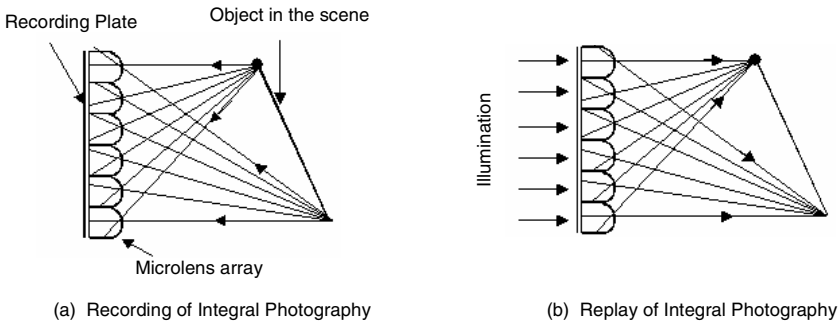 Recording Plate
Object in the scene
Microlens array
(a) Recording of Integral Photography
Illumination
(b) Replay of Integral Photography